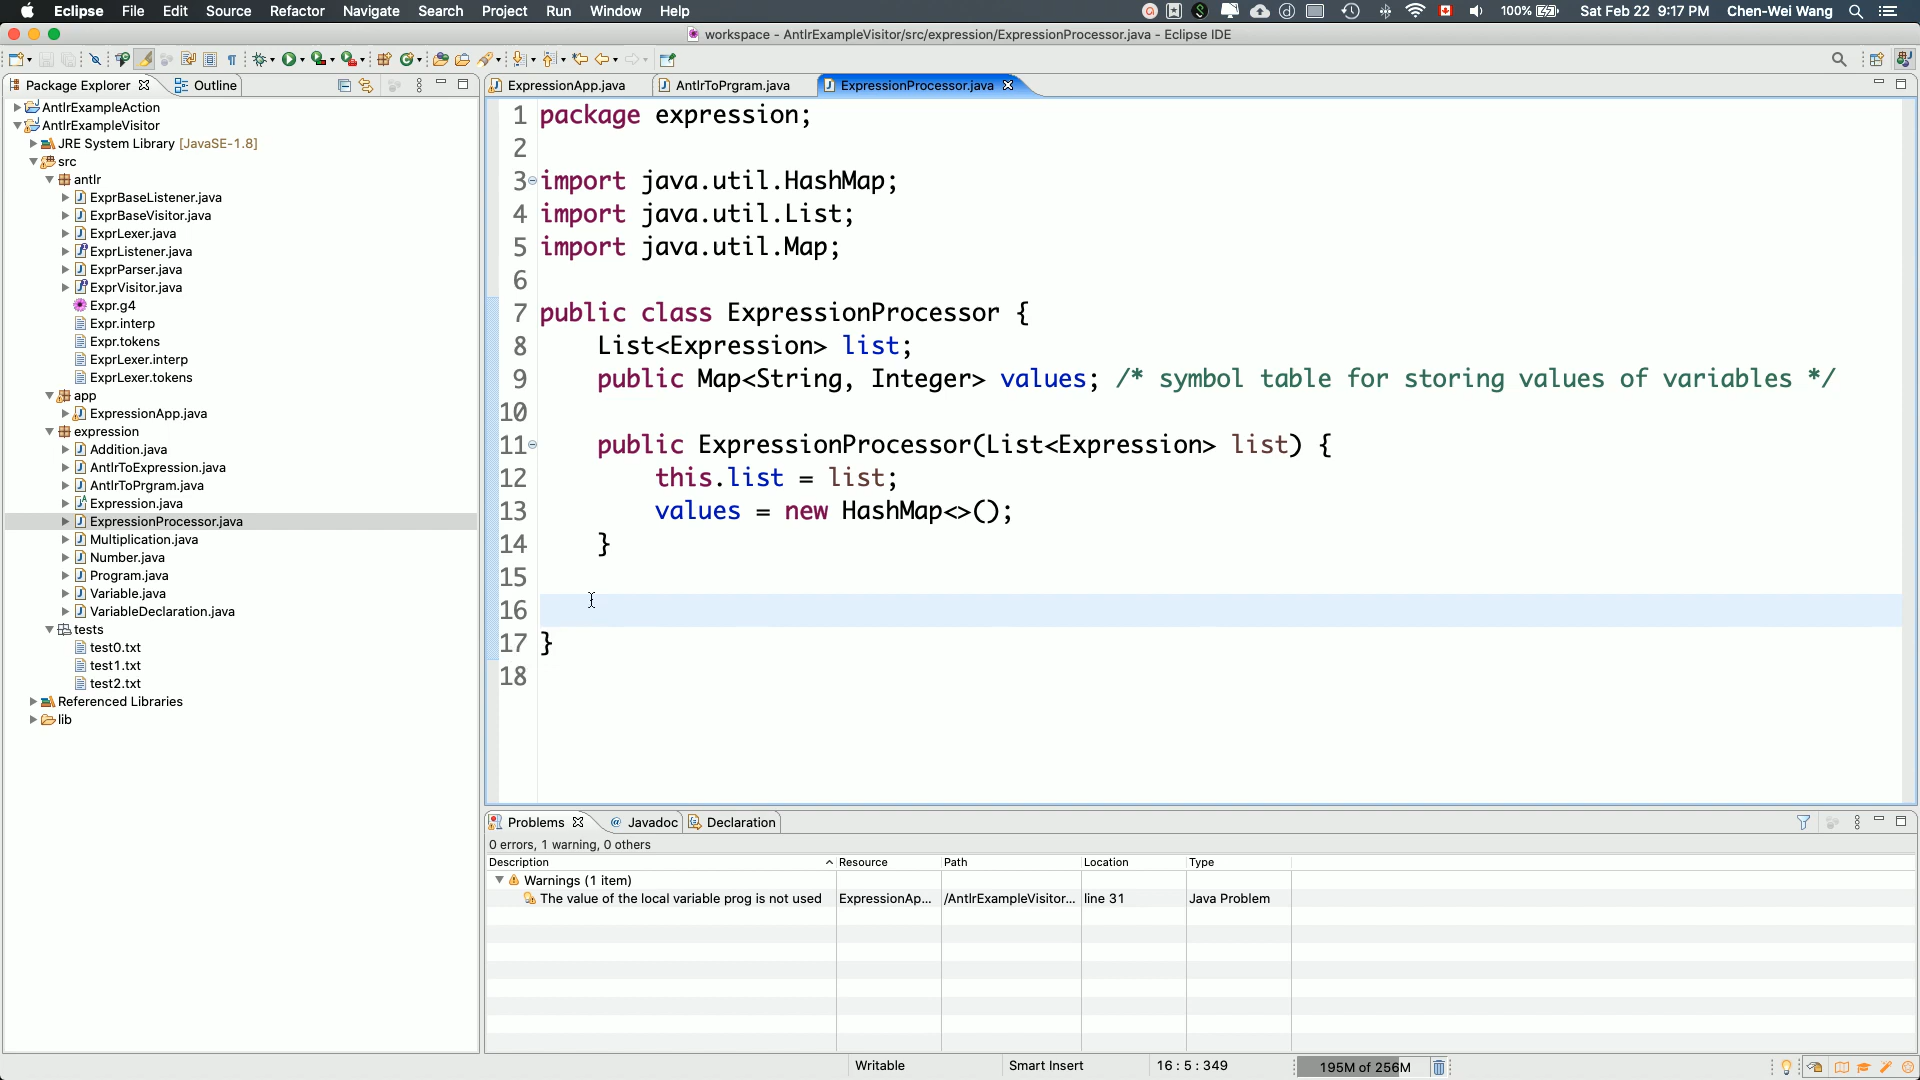 Eclipse File Edit Source Refactor Navigate Search Project Run Window Help 100% Sat Feb 22 9:17 PM Chen-Wei Wang
workspace - AntlrExampleVisitor/src/expression/ExpressionProcessor.java - Eclipse IDE
Package Explorer Outline
AntlrExampleAction
AntlrExampleVisitor
JRE System Library [JavaSE-1.8]
src
antlr
ExprBaseListener.java
ExprBaseVisitor.java
ExprLexer.java
ExprListener.java
ExprParser.java
ExprVisitor.java
Expr.g4
Expr.interp
Expr.tokens
ExprLexer.interp
ExprLexer.tokens
app
ExpressionApp.java
expression
Addition.java
AntlrToExpression.java
AntlrToPrgram.java
Expression.java
ExpressionProcessor.java
Multiplication.java
Number.java
Program.java
Variable.java
VariableDeclaration.java
tests
test0.txt
test1.txt
test2.txt
Referenced Libraries
lib
ExpressionApp.java AntlrToPrgram.java ExpressionProcessor.java
1 package expression;
2
3 import java.util.HashMap;
4 import java.util.List;
5 import java.util.Map;
6
7 public class ExpressionProcessor {
8 List<Expression> list;
9 public Map<String, Integer> values; /* symbol table for storing values of variables */
10
11 public ExpressionProcessor(List<Expression> list) {
12 this.list = list;
13 values = new HashMap<>();
14 }
15
16
17 }
18
Problems @ Javadoc Declaration
0 errors, 1 warning, 0 others
Description Resource Path Location Type
Warnings (1 item)
The value of the local variable prog is not used ExpressionAp... /AntlrExampleVisitor... line 31 Java Problem
Writable Smart Insert 16 : 5 : 349 195M of 256M